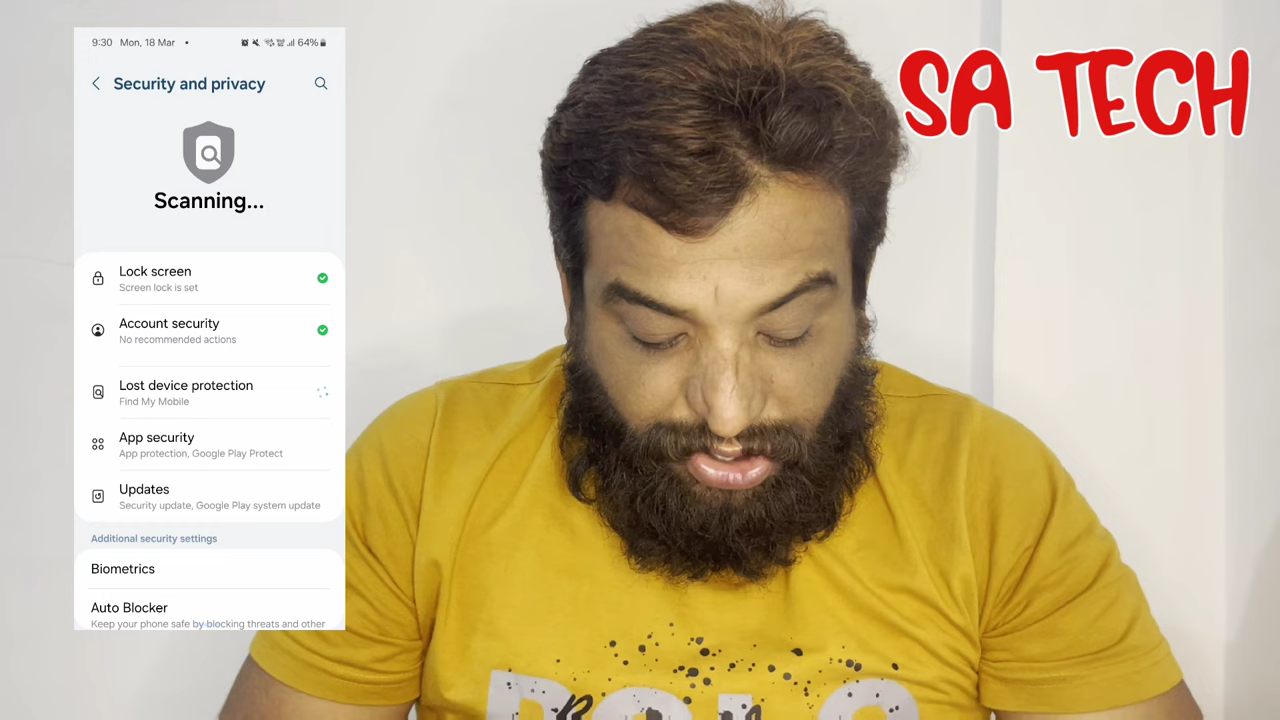 9:30 Mon, 18 Mar
64%
Security and privacy
Scanning...
Lock screen
Screen lock is set
Account security
No recommended actions
Lost device protection
Find My Mobile
App security
App protection, Google Play Protect
Updates
Security update, Google Play system update
Additional security settings
Biometrics
Auto Blocker
Keep your phone safe by blocking threats and other
SA TECH